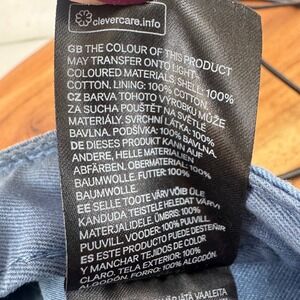 clevercare.info
GB THE COLOUR OF THIS PRODUCT
MAY TRANSFER ONTO LIGHT
COLOURED MATERIALS. SHELL: 100%
COTTON. LINING: 100% COTTON.
CZ BARVA TOHOTO VÝROBKU MŮŽE
ZA SUCHA POUŠTĚT NA SVĚTLÉ
MATERIÁLY. SVRCHNÍ LÁTKA: 100%
BAVLNA. PODŠÍVKA: 100% BAVLNA.
DE DIESES PRODUKT KANN AUF
ANDERE, HELLE MATERIALIEN
ABFÄRBEN. OBERMATERIAL: 100%
BAUMWOLLE. FUTTER: 100%
BAUMWOLLE.
EE SELLE TOOTE VÄRV VÕIB ÜLE
KANDUDA TEISTELE HELEDAT VÄRVI
MATERJALIDELE. ÜMBRIS: 100%
PUUVILL. VOODER: 100% PUUVILL.
ES ESTE PRODUCTO PUEDE DESTEÑIR
Y MANCHAR TEJIDOS DE COLOR
CLARO. TELA EXTERIOR: 100%
ALGODÓN. FORRO: 100% ALGODÓN.
VÄRJÄTÄ VAALEITA